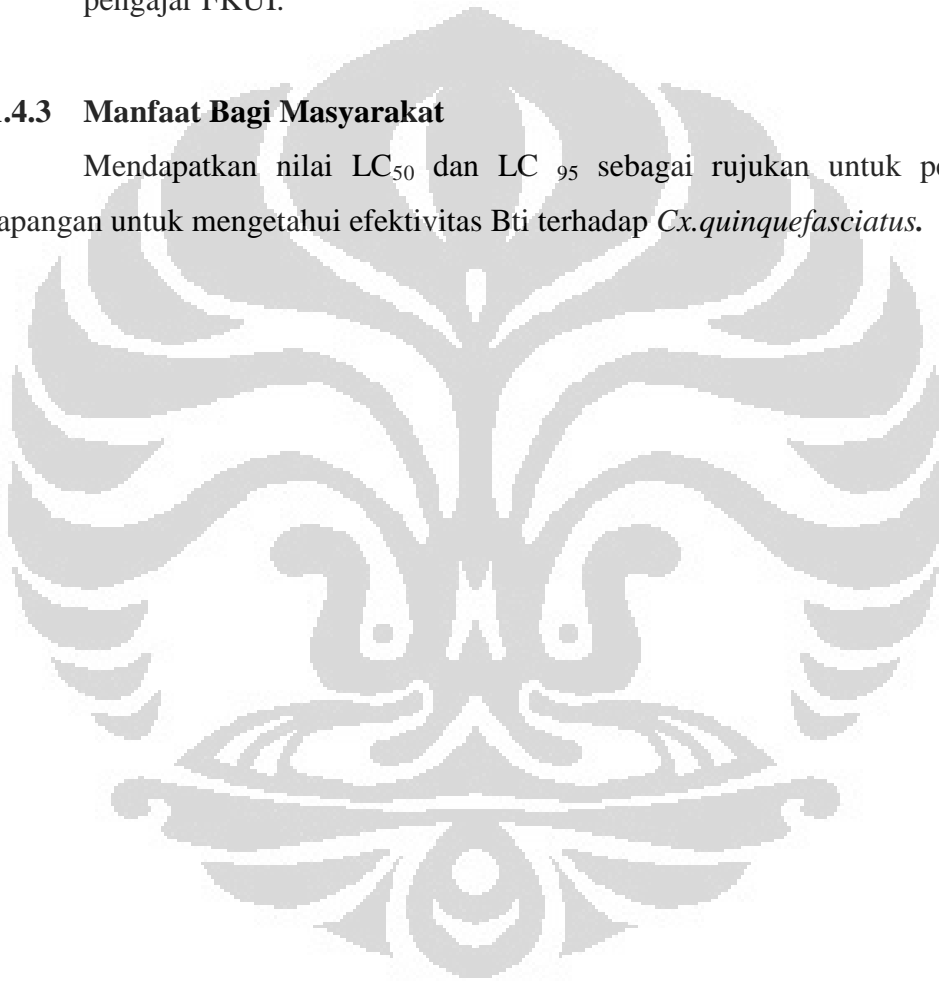 pengajar FKUI.
.4.3 Manfaat Bagi Masyarakat
Mendapatkan nilai LC50 dan LC 95 sebagai rujukan untuk pe
apangan untuk mengetahui efektivitas Bti terhadap Cx.quinquefasciatus.